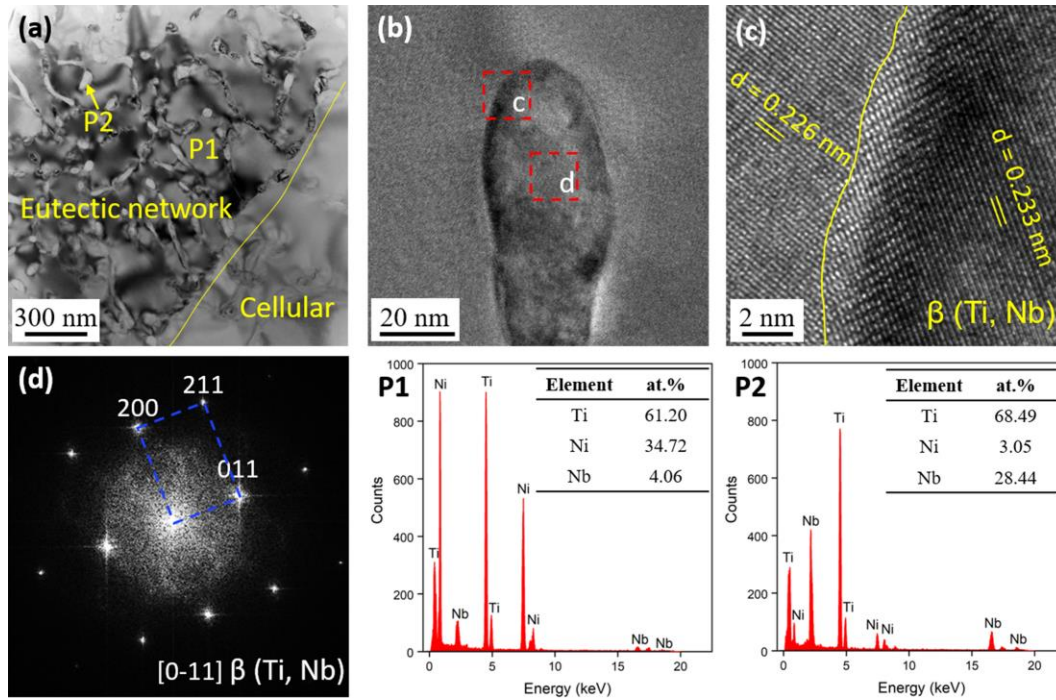 (a)
P2
P1
Eutectic network
Cellular
300 nm
(b)
c
d
20 nm
(c)
d = 0.226 nm
d = 0.233 nm
β (Ti, Nb)
2 nm
(d)
200
211
011
[0-11] β (Ti, Nb)
P1
1000
800
600
400
200
0
Counts
0 5 10 15 20
Energy (keV)
Ti
Ni
Nb
Ti
Ti
Ni
Ni
Nb
Nb
Element at.%
Ti 61.20
Ni 34.72
Nb 4.06
P2
1000
800
600
400
200
0
Counts
0 5 10 15 20
Energy (keV)
Ti
Ni
Nb
Ti
Ti
Ni
Ni
Nb
Nb
Element at.%
Ti 68.49
Ni 3.05
Nb 28.44